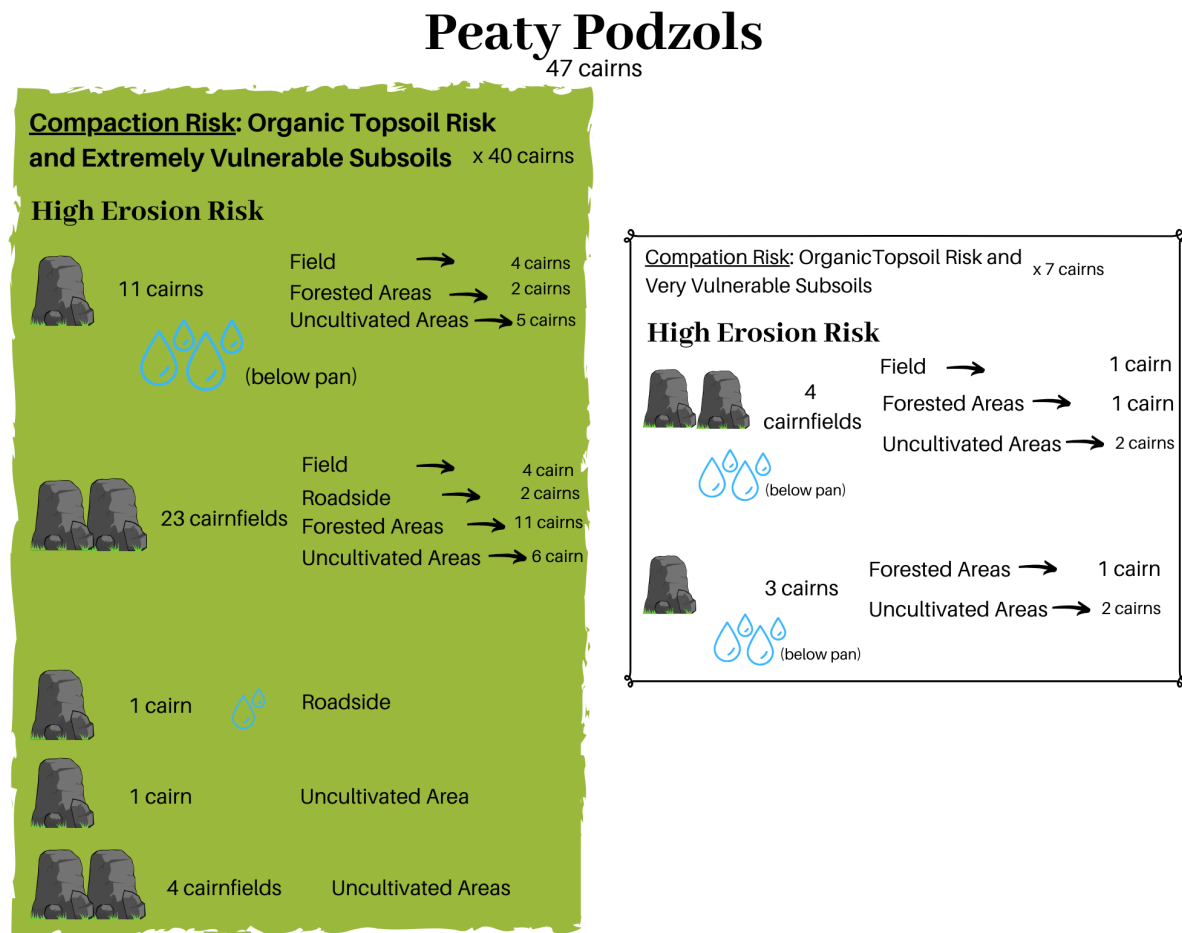 Peaty Podzols
47 cairns
Compaction Risk: Organic Topsoil Risk
and Extremely Vulnerable Subsoils x 40 cairns
High Erosion Risk
11 cairns
Field 4 cairns
Forested Areas 2 cairns
Uncultivated Areas 5 cairns
(below pan)
23 cairnfields
Field 4 cairn
Roadside 2 cairns
Forested Areas 11 cairns
Uncultivated Areas 6 cairn
1 cairn Roadside
1 cairn Uncultivated Area
4 cairnfields Uncultivated Areas
Compation Risk: OrganicTopsoil Risk and
Very Vulnerable Subsoils
x 7 cairns
High Erosion Risk
4
cairnfields
Field 1 cairn
Forested Areas 1 cairn
Uncultivated Areas 2 cairns
(below pan)
3 cairns
Forested Areas 1 cairn
Uncultivated Areas 2 cairns
(below pan)